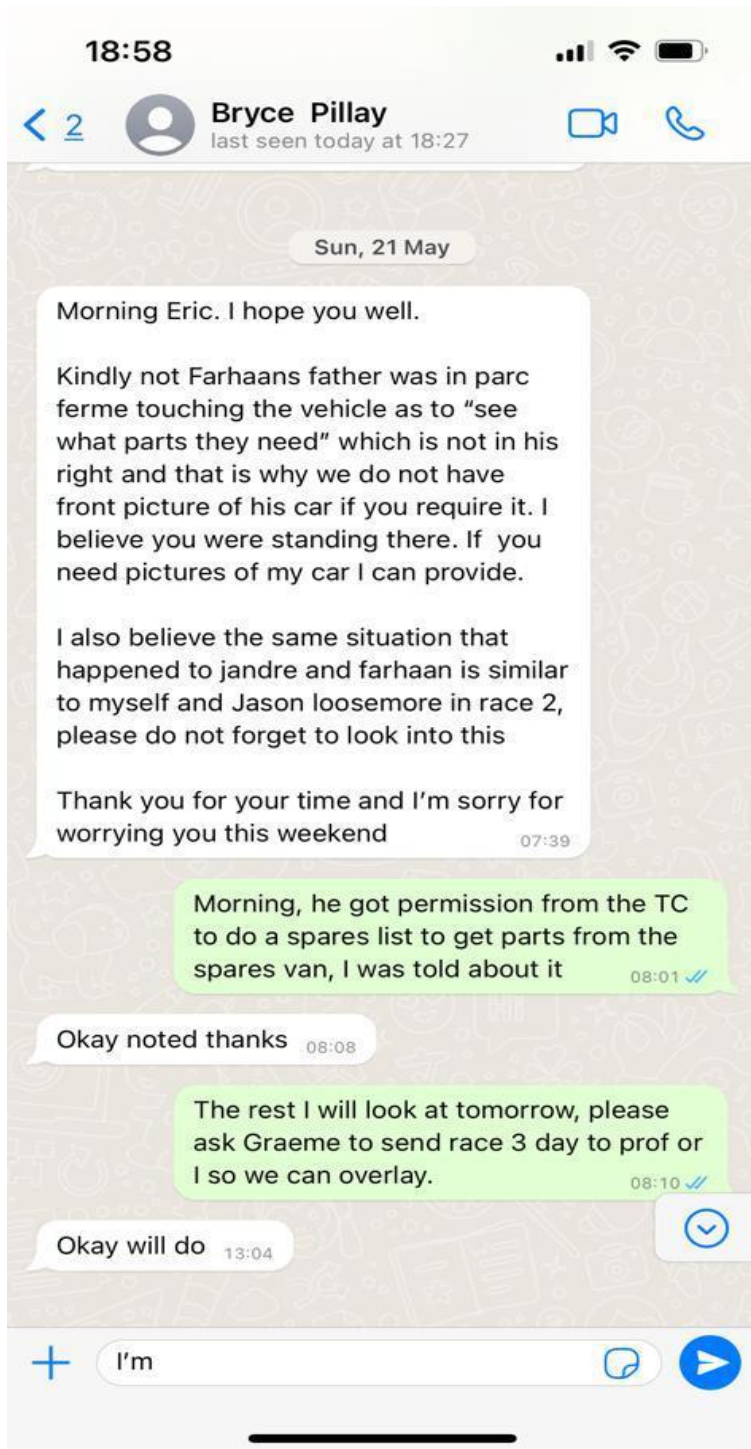 18:58
2
Bryce Pillay
last seen today at 18:27
Sun, 21 May
Morning Eric. I hope you well.
Kindly not Farhaans father was in parc
ferme touching the vehicle as to “see
what parts they need” which is not in his
right and that is why we do not have
front picture of his car if you require it. I
believe you were standing there. If you
need pictures of my car I can provide.
I also believe the same situation that
happened to jandre and farhaan is similar
to myself and Jason loosemore in race 2,
please do not forget to look into this
Thank you for your time and I’m sorry for
worrying you this weekend
07:39
Morning, he got permission from the TC
to do a spares list to get parts from the
spares van, I was told about it
08:01
Okay noted thanks 08:08
The rest I will look at tomorrow, please
ask Graeme to send race 3 day to prof or
I so we can overlay.
08:10
Okay will do 13:04
I’m